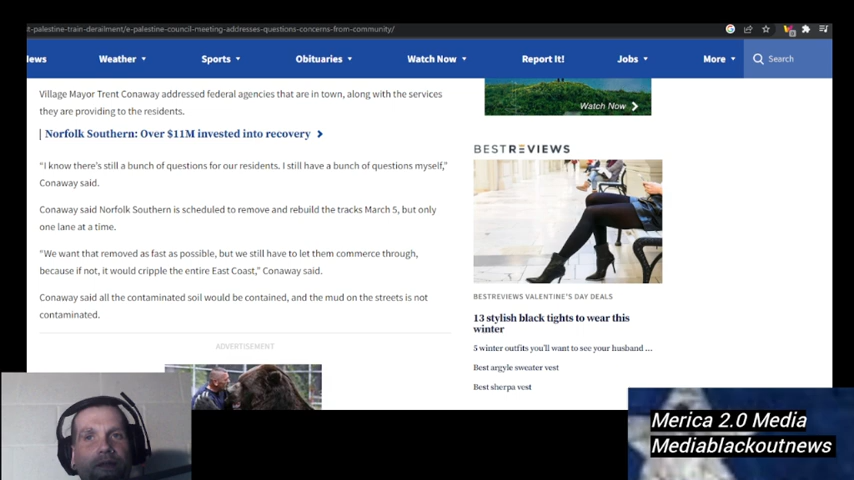 t-palestine-train-derailment/e-palestine-council-meeting-addresses-questions-concerns-from-community/
ews
Weather
Sports
Obituaries
Watch Now
Report It!
Jobs
More
Search
Village Mayor Trent Conaway addressed federal agencies that are in town, along with the services
they are providing to the residents.
Norfolk Southern: Over $11M invested into recovery
“I know there's still a bunch of questions for our residents. I still have a bunch of questions myself,”
Conaway said.
Conaway said Norfolk Southern is scheduled to remove and rebuild the tracks March 5, but only
one lane at a time.
“We want that removed as fast as possible, but we still have to let them commerce through,
because if not, it would cripple the entire East Coast,” Conaway said.
Conaway said all the contaminated soil would be contained, and the mud on the streets is not
contaminated.
ADVERTISEMENT
Watch Now
BESTREVIEWS
BESTREVIEWS VALENTINE'S DAY DEALS
13 stylish black tights to wear this
winter
5 winter outfits you'll want to see your husband ...
Best argyle sweater vest
Best sherpa vest
Merica 2.0 Media
Mediablackoutnews